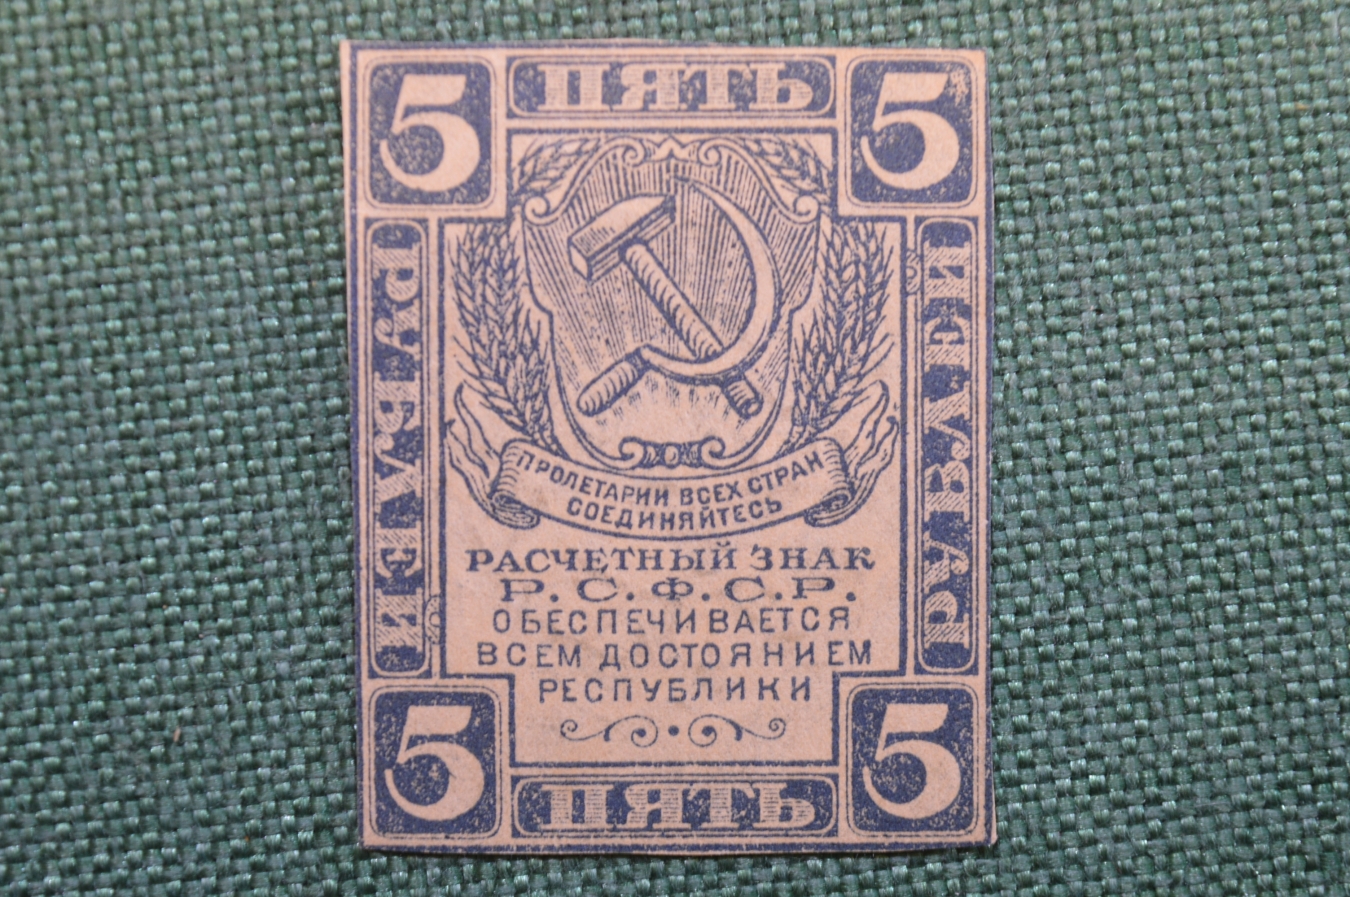 5 ПЯТЬ 5
РУБЛЕЙ
РУБЛЕЙ
ПРОЛЕТАРИИ ВСЕХ СТРАН
СОЕДИНЯЙТЕСЬ
РАСЧЕТНЫЙ ЗНАК
Р. С. Ф. С. Р.
ОБЕСПЕЧИВАЕТСЯ
ВСЕМ ДОСТОЯНИЕМ
РЕСПУБЛИКИ
5 ПЯТЬ 5